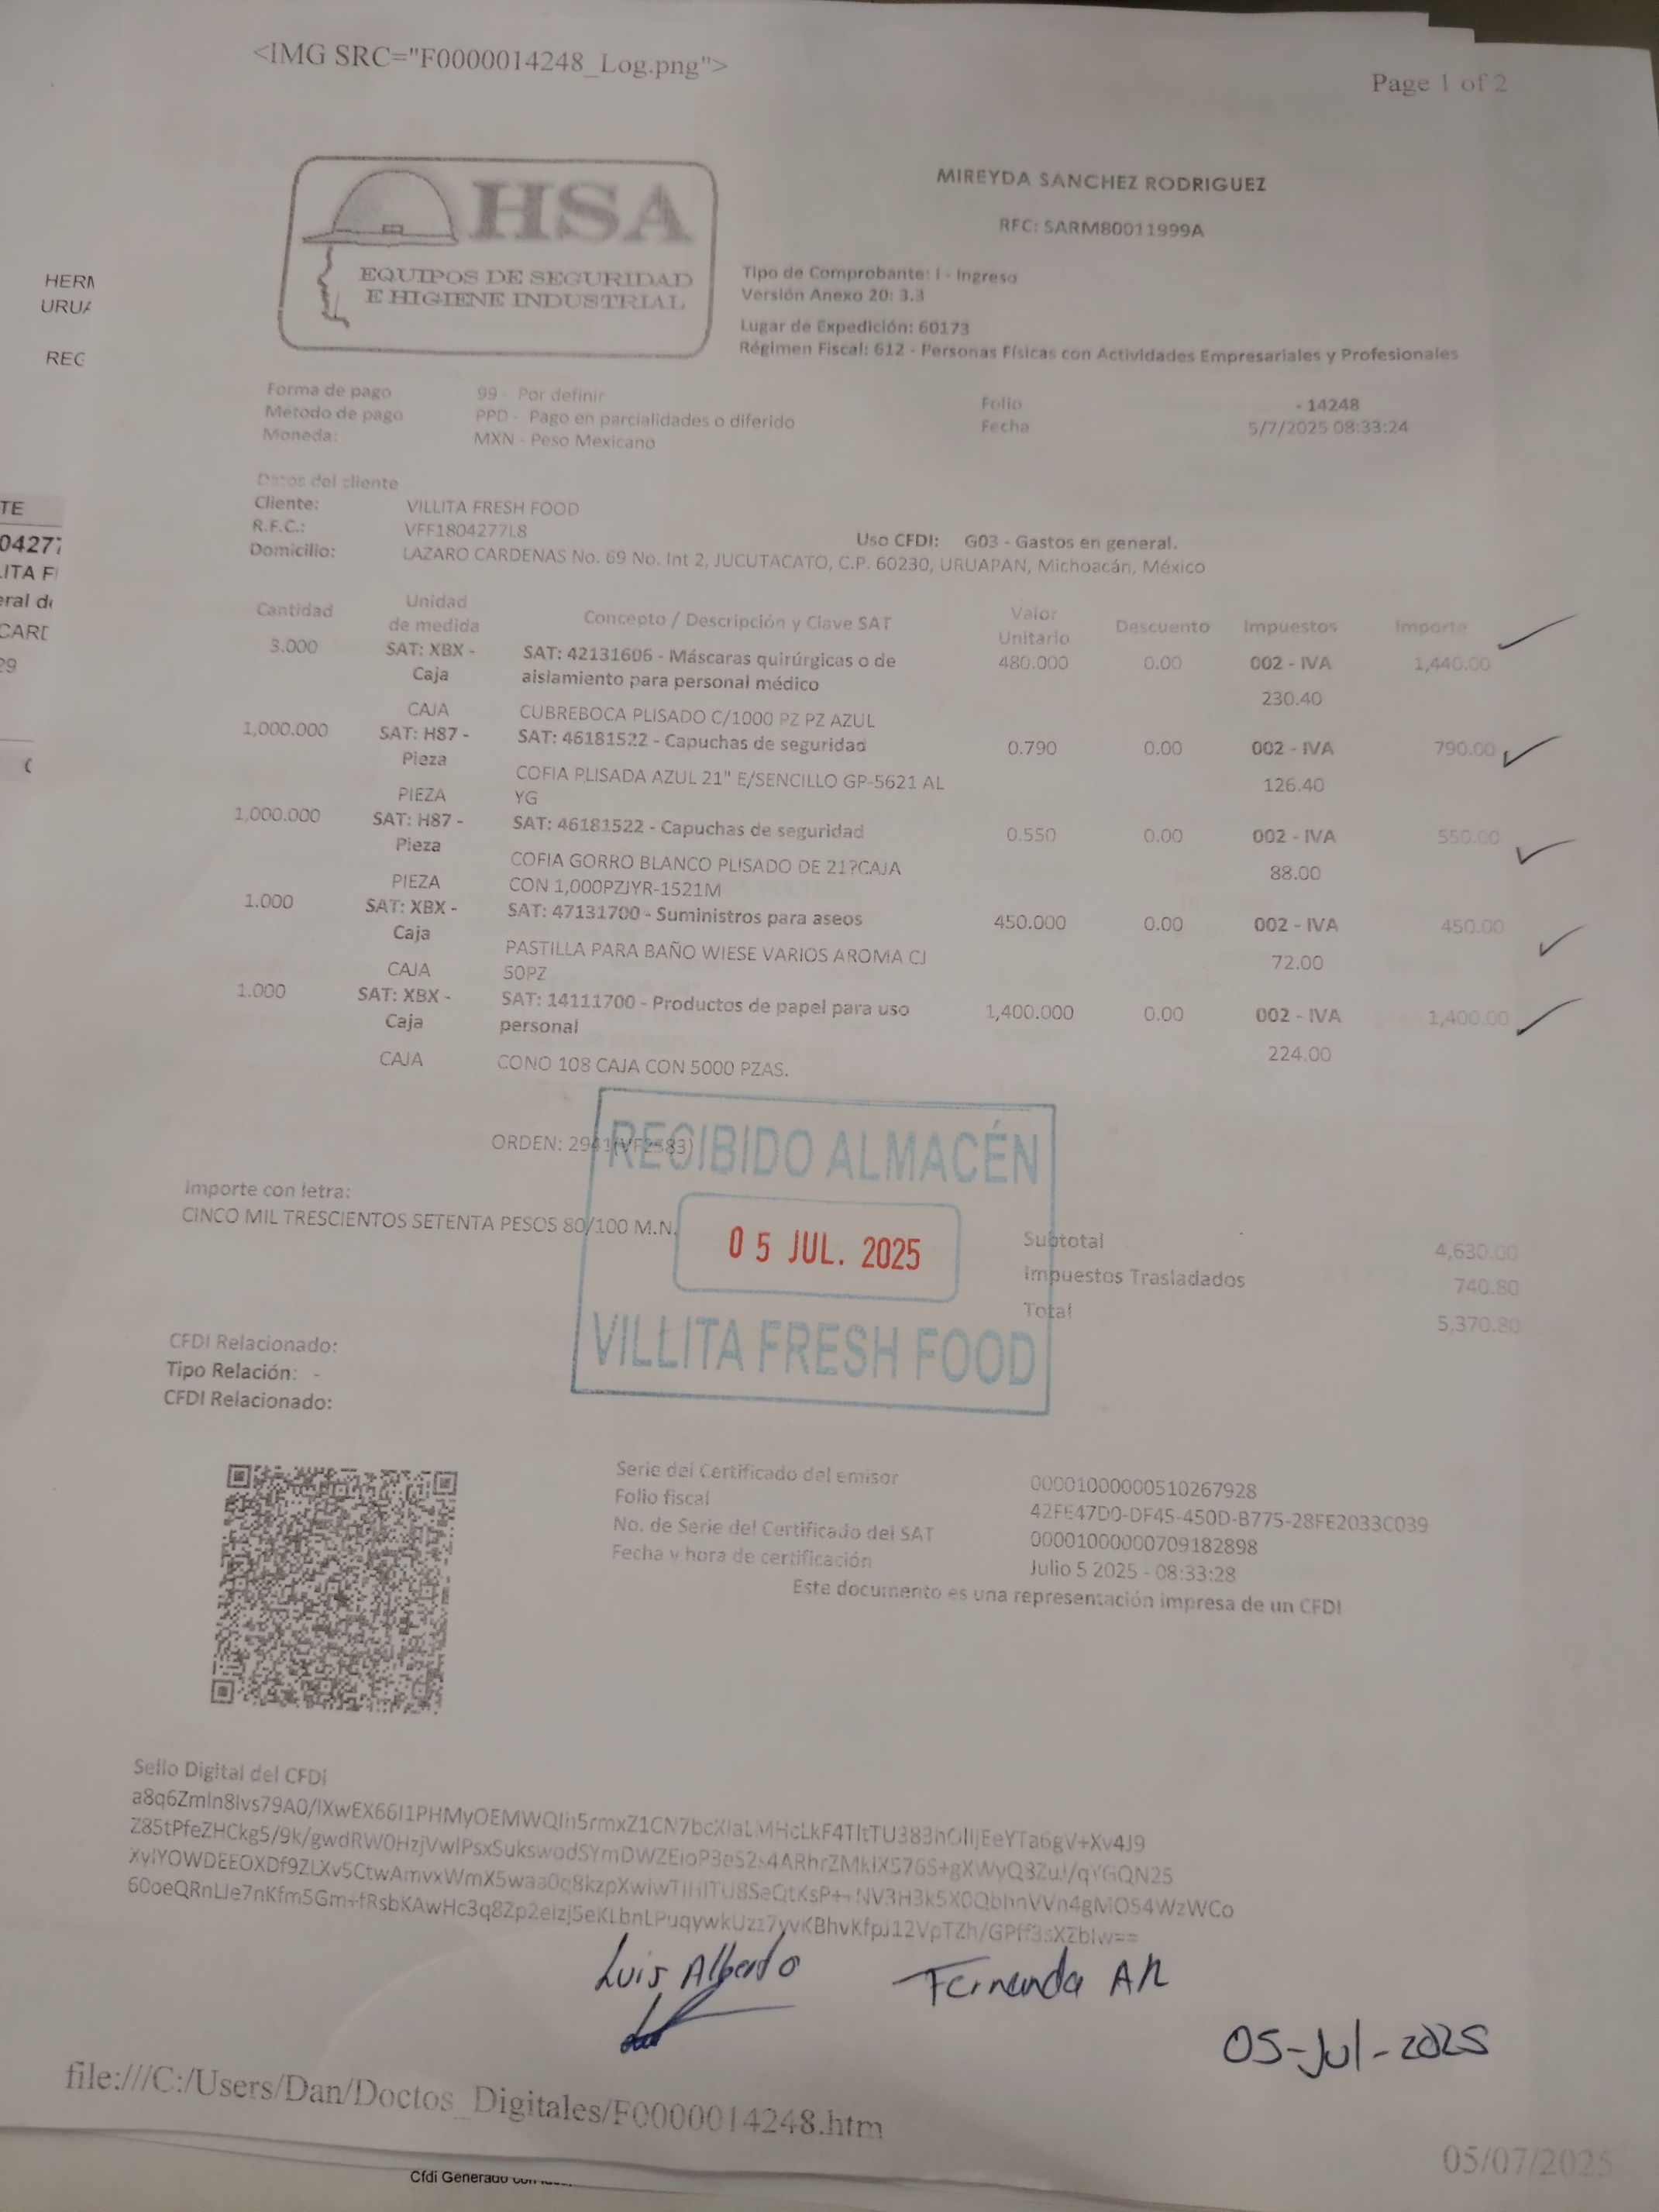 <IMG SRC="F0000014248_Log.png">
Page 1 of 2
HSA
EQUIPOS DE SEGURIDAD
E HIGIENE INDUSTRIAL
MIREYDA SANCHEZ RODRIGUEZ
RFC: SARM80011999A
Tipo de Comprobante: I - Ingreso
Versión Anexo 20: 3.3
Lugar de Expedición: 60173
Régimen Fiscal: 612 - Personas Físicas con Actividades Empresariales y Profesionales
Forma de pago 99 - Por definir
Método de pago PPD - Pago en parcialidades o diferido
Moneda: MXN - Peso Mexicano
Folio - 14248
Fecha 5/7/2025 08:33:24
Datos del cliente
Cliente: VILLITA FRESH FOOD
R.F.C.: VFF1804277L8
Uso CFDI: G03 - Gastos en general.
Domicilio: LAZARO CARDENAS No. 69 No. Int 2, JUCUTACATO, C.P. 60230, URUAPAN, Michoacán, México
Cantidad Unidad de medida Concepto / Descripción y Clave SAT Valor Unitario Descuento Impuestos Importe
3.000 SAT: XBX - Caja SAT: 42131606 - Máscaras quirúrgicas o de 480.000 0.00 002 - IVA 1,440.00
aislamiento para personal médico 230.40
CAJA CUBREBOCA PLISADO C/1000 PZ PZ AZUL
1,000.000 SAT: H87 - Pieza SAT: 46181522 - Capuchas de seguridad 0.790 0.00 002 - IVA 790.00
COFIA PLISADA AZUL 21" E/SENCILLO GP-5621 AL 126.40
PIEZA YG
1,000.000 SAT: H87 - Pieza SAT: 46181522 - Capuchas de seguridad 0.550 0.00 002 - IVA 550.00
COFIA GORRO BLANCO PLISADO DE 21?CAJA 88.00
PIEZA CON 1,000PZJYR-1521M
1.000 SAT: XBX - Caja SAT: 47131700 - Suministros para aseos 450.000 0.00 002 - IVA 450.00
PASTILLA PARA BAÑO WIESE VARIOS AROMA CJ 72.00
CAJA 50PZ
1.000 SAT: XBX - Caja SAT: 14111700 - Productos de papel para uso 1,400.000 0.00 002 - IVA 1,400.00
personal 224.00
CAJA CONO 108 CAJA CON 5000 PZAS.
ORDEN: 2941(VF2583)
RECIBIDO ALMACÉN
05 JUL. 2025
VILLITA FRESH FOOD
Importe con letra:
CINCO MIL TRESCIENTOS SETENTA PESOS 80/100 M.N.
Subtotal 4,630.00
Impuestos Trasladados 740.80
Total 5,370.80
CFDI Relacionado:
Tipo Relación: -
CFDI Relacionado:
Serie del Certificado del emisor 00001000000510267928
Folio fiscal 42FE47D0-DF45-450D-B775-28FE2033C039
No. de Serie del Certificado del SAT 00001000000709182898
Fecha y hora de certificación Julio 5 2025 - 08:33:28
Este documento es una representación impresa de un CFDI
Sello Digital del CFDI
Luis Alberto
Fernanda AR
05-Jul-2025
file:///C:/Users/Dan/Doctos_Digitales/F0000014248.htm
05/07/2025
Cfdi Generado con